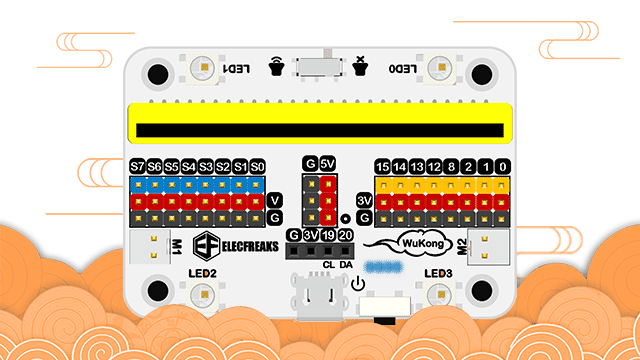 LED1 LED0
G 5V
S7 S6 S5 S4 S3 S2 S1 S0
15 14 13 12 8 2 1 0
V 3V
G G
M1 ELECFREAKS G 3V 19 20 WuKong M2
CL DA
LED2 LED3